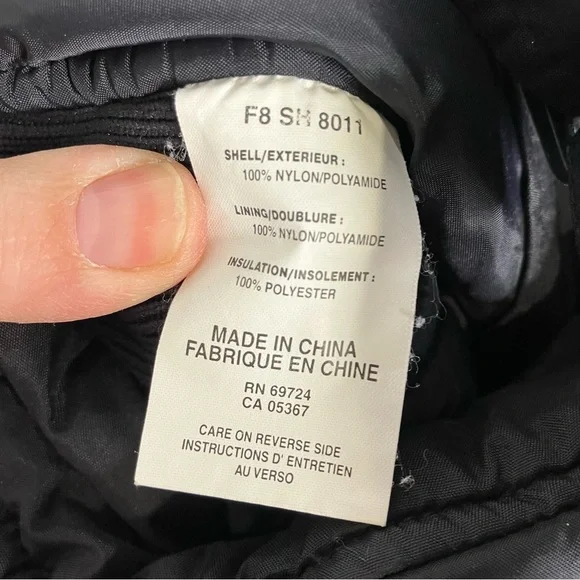 F8 SH 8011
SHELL/EXTERIEUR :
100% NYLON/POLYAMIDE
LINING/DOUBLURE :
100% NYLON/POLYAMIDE
INSULATION/INSOLEMENT :
100% POLYESTER
MADE IN CHINA
FABRIQUE EN CHINE
RN 69724
CA 05367
CARE ON REVERSE SIDE
INSTRUCTIONS D' ENTRETIEN
AU VERSO